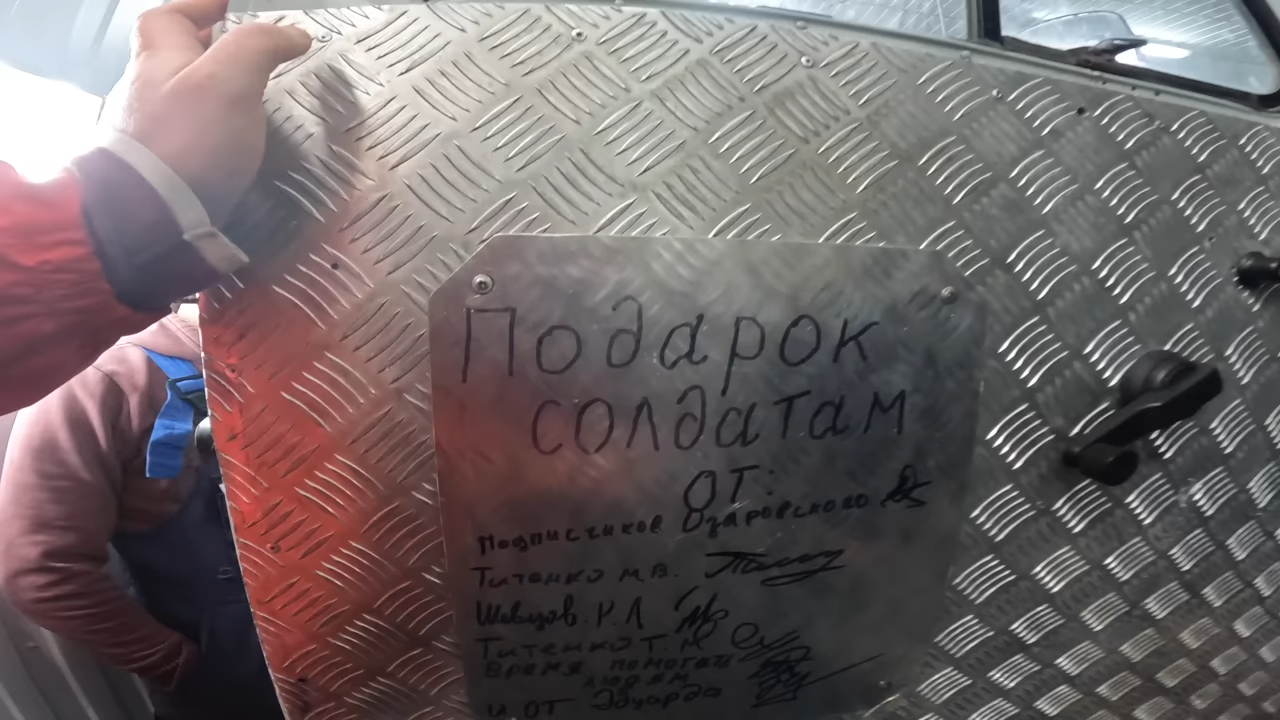 Подарок
солдатам
от:
Подписчиков Озаровского
Титенко М.В.
Шевцов. Р.Л
Титенко Т.М
Время помогать
людям
и от Эдуарда